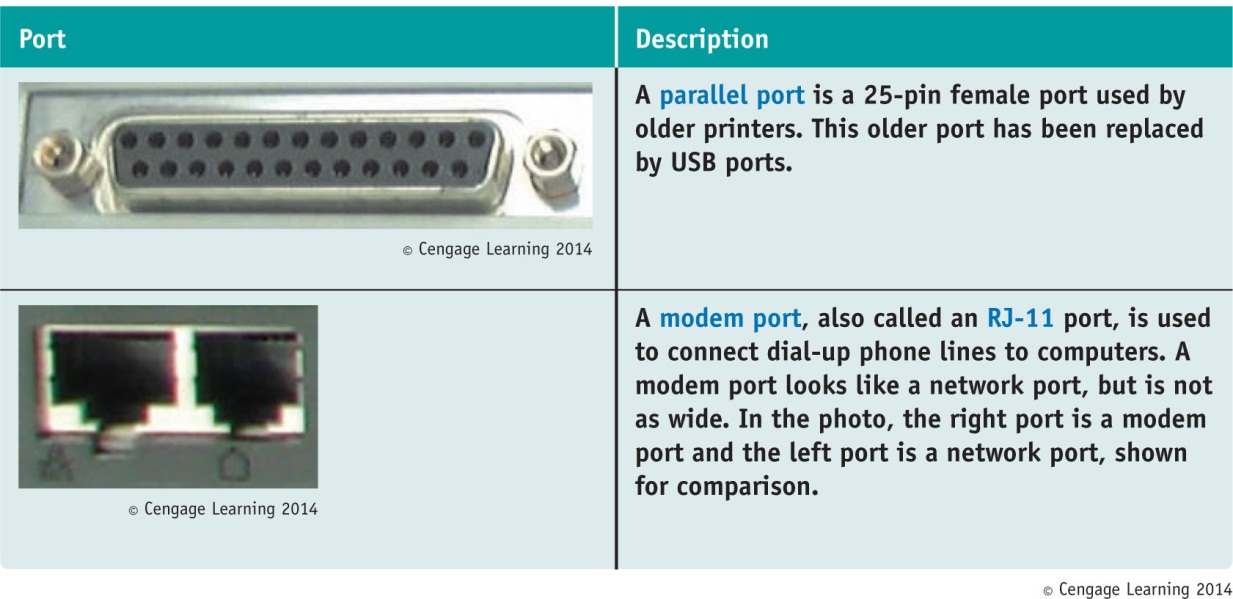 Port
Description
A parallel port is a 25-pin female port used by
older printers. This older port has been replaced
by USB ports.
© Cengage Learning 2014
A modem port, also called an RJ-11 port, is used
to connect dial-up phone lines to computers. A
modem port looks like a network port, but is not
as wide. In the photo, the right port is a modem
port and the left port is a network port, shown
for comparison.
© Cengage Learning 2014
© Cengage Learning 2014